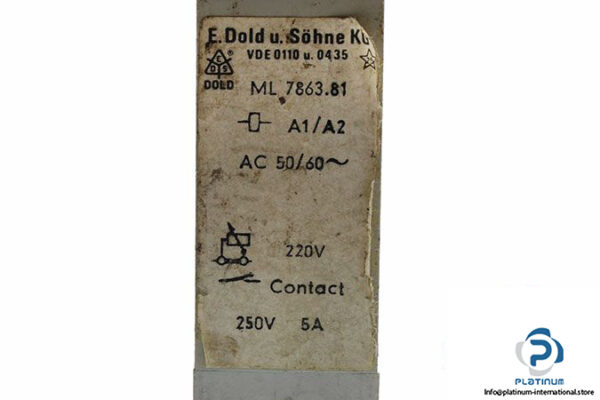 E.Dold u. Söhne KG
VDE 0110 u. 0435
E
D S
®
DOLD
ML 7863.81
A1/A2
AC 50/60~
220V
Contact
250V 5A
PLATINUM
https://platinum-international.store